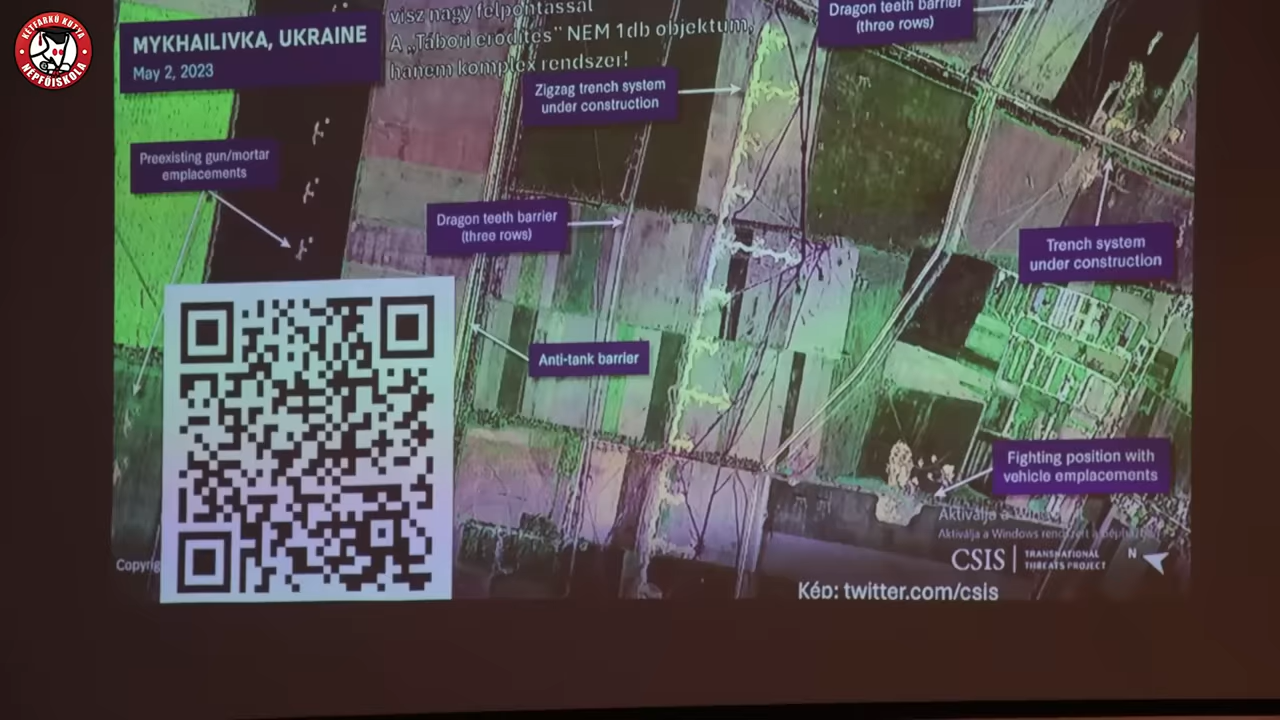 KÉTFARKÚ KUTYA
NÉPFŐISKOLA
visz nagy felbontással
A „Tábori erődítés" NEM 1db objektum,
hanem komplex rendszer!
MYKHAILIVKA, UKRAINE
May 2, 2023
Dragon teeth barrier
(three rows)
Zigzag trench system
under construction
Preexisting gun/mortar
emplacements
Dragon teeth barrier
(three rows)
Trench system
under construction
Anti-tank barrier
Fighting position with
vehicle emplacements
Aktiválja a
Aktiválja a Windows
CSIS
TRANSNATIONAL
THREATS PROJECT
N
Kép: twitter.com/csis